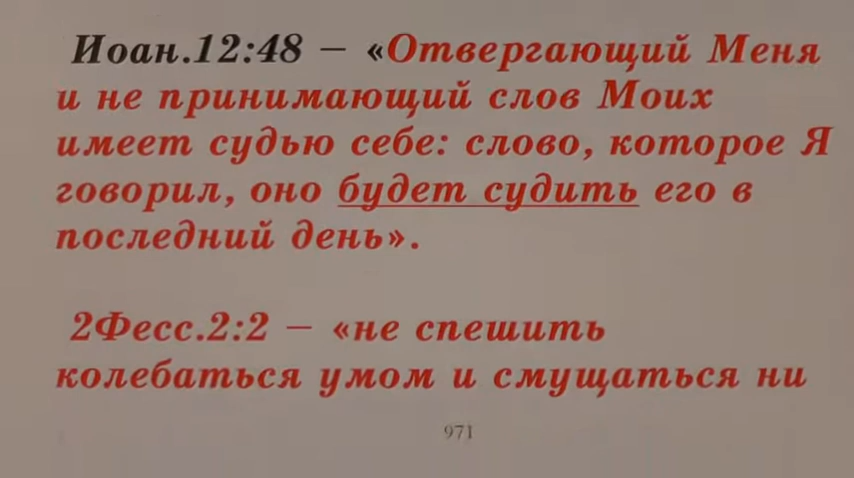 Иоан.12:48 – «Отвергающий Меня
и не принимающий слов Моих
имеет судью себе: слово, которое Я
говорил, оно будет судить его в
последний день».
2Фесс.2:2 – «не спешить
колебаться умом и смущаться ни
971